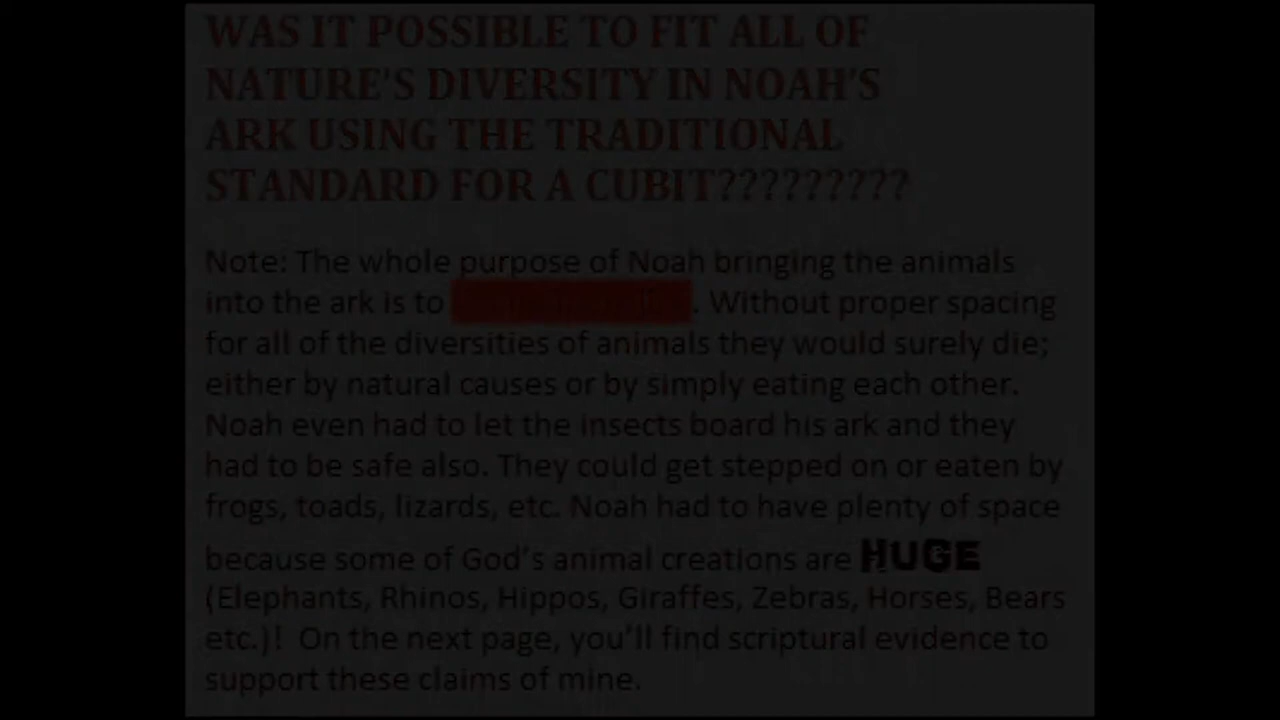 WAS IT POSSIBLE TO FIT ALL OF
NATURE'S DIVERSITY IN NOAH'S
ARK USING THE TRADITIONAL
STANDARD FOR A CUBIT?????????
Note: The whole purpose of Noah bringing the animals
into the ark is to . Without proper spacing
for all of the diversities of animals they would surely die;
either by natural causes or by simply eating each other.
Noah even had to let the insects board his ark and they
had to be safe also. They could get stepped on or eaten by
frogs, toads, lizards, etc. Noah had to have plenty of space
because some of God's animal creations are HUGE
(Elephants, Rhinos, Hippos, Giraffes, Zebras, Horses, Bears
etc.)! On the next page, you'll find scriptural evidence to
support these claims of mine.